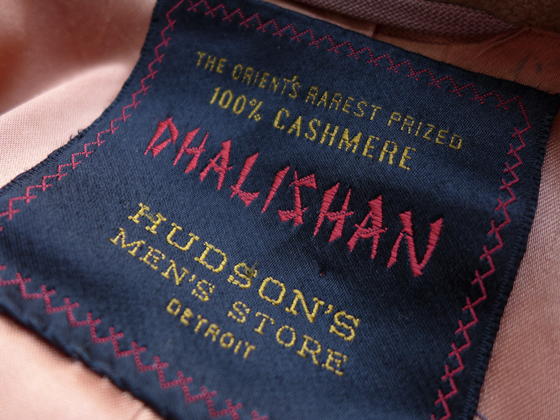 THE ORIENT'S RAREST PRIZED
100% CASHMERE
DHALISHAN
HUDSON'S
MEN'S STORE
DETROIT